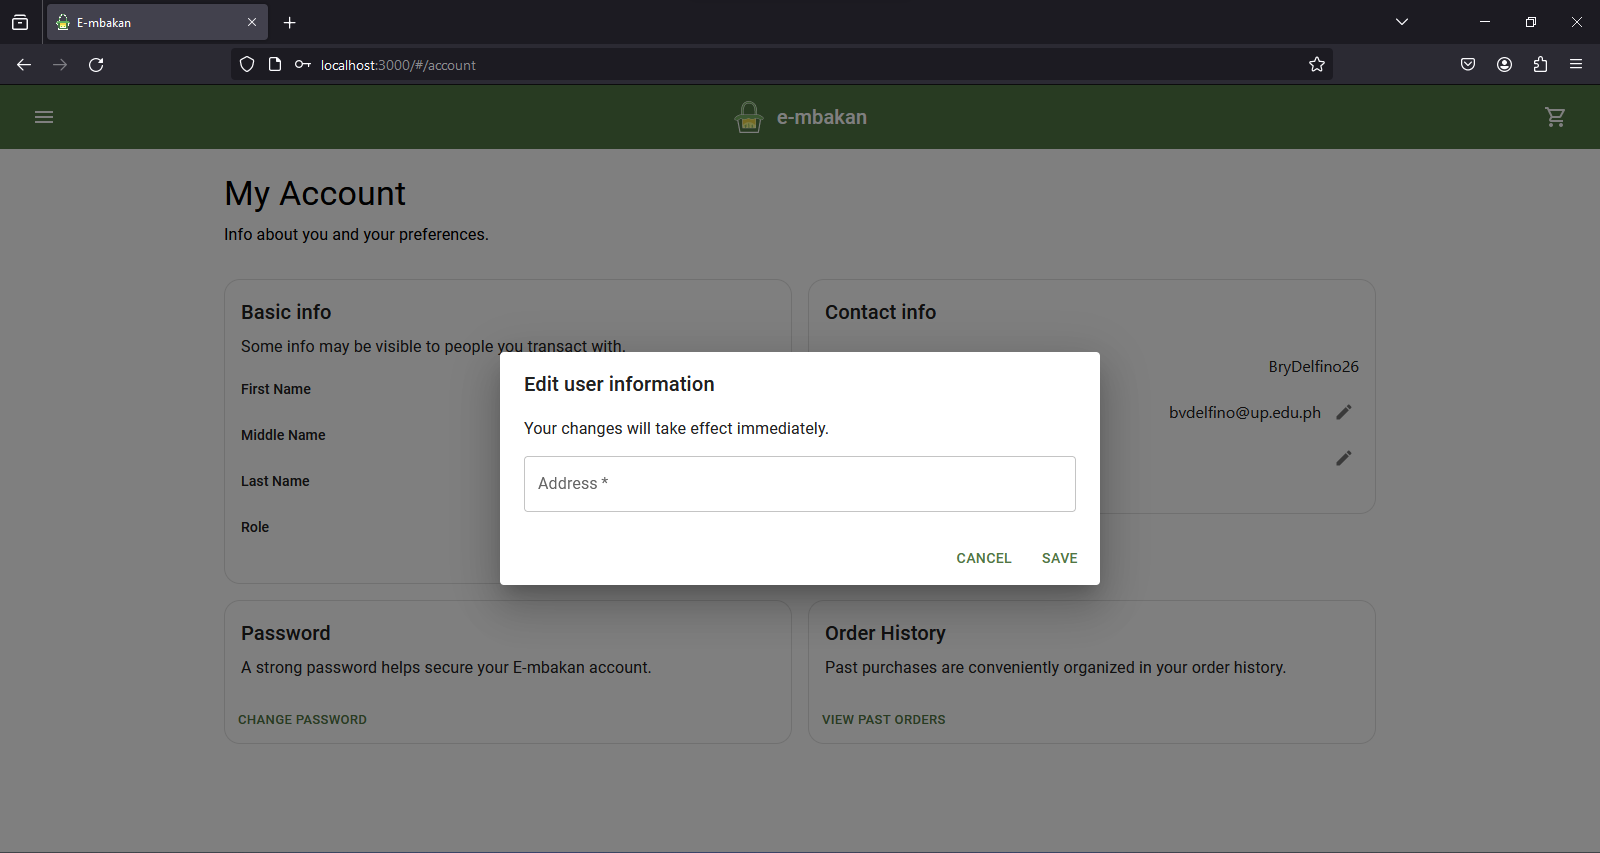 E-mbakan
localhost:3000/#/account
e-mbakan
My Account
Info about you and your preferences.
Basic info
Some info may be visible to people you transact with.
First Name
Middle Name
Last Name
Role
Contact info
BryDelfino26
bvdelfino@up.edu.ph
Edit user information
Your changes will take effect immediately.
Address *
CANCEL SAVE
Password
A strong password helps secure your E-mbakan account.
CHANGE PASSWORD
Order History
Past purchases are conveniently organized in your order history.
VIEW PAST ORDERS